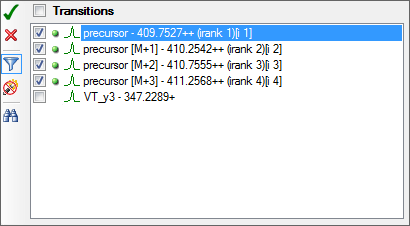 Transitions
precursor - 409.7527++ (irank 1)[i 1]
precursor [M+1] - 410.2542++ (irank 2)[i 2]
precursor [M+2] - 410.7555++ (irank 3)[i 3]
precursor [M+3] - 411.2568++ (irank 4)[i 4]
VT_y3 - 347.2289+